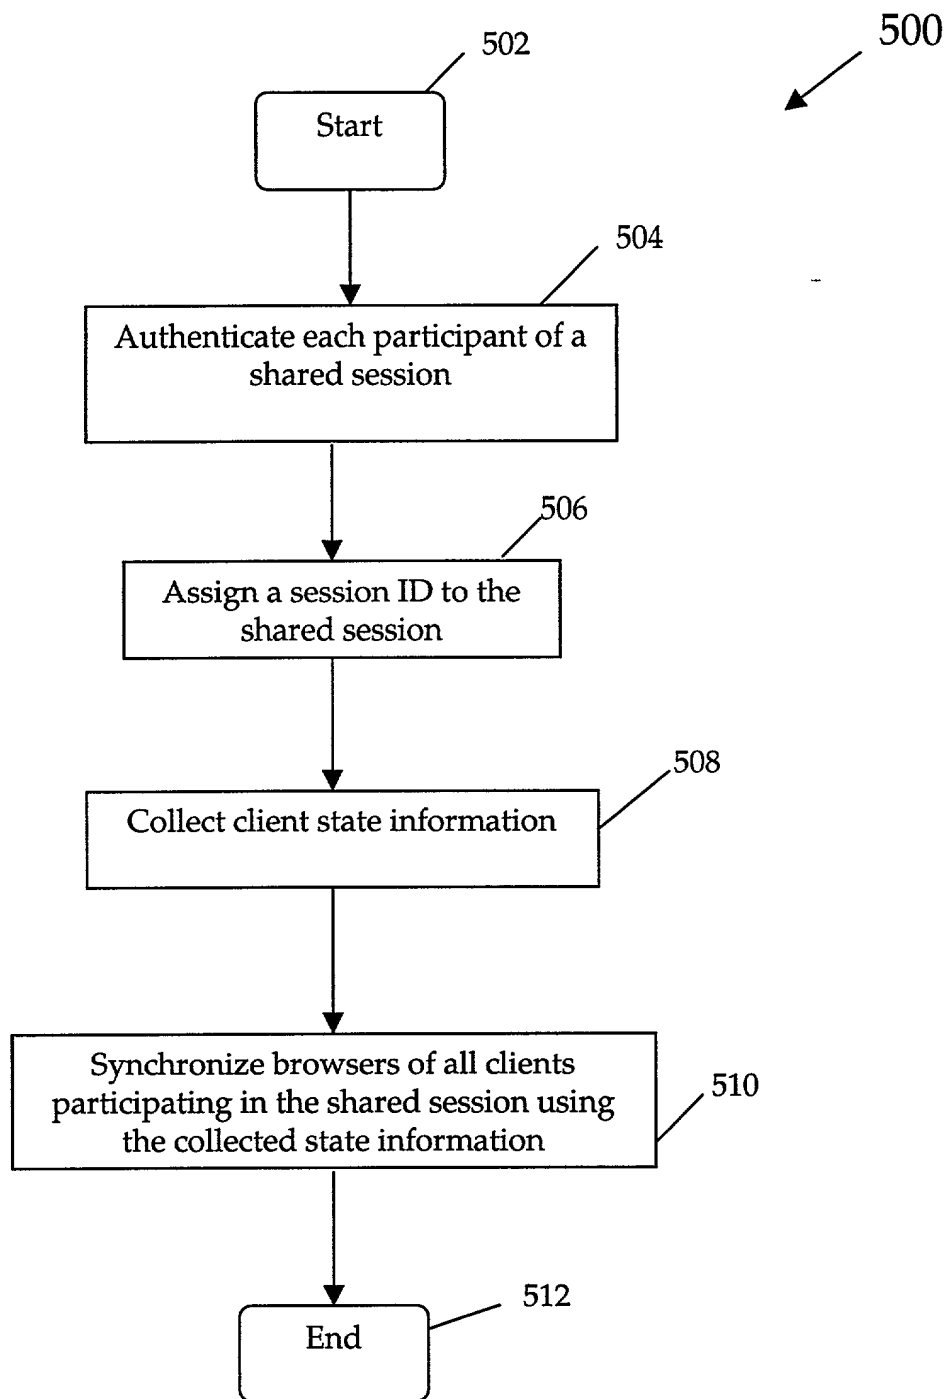 500
502
Start
504
Authenticate each participant of a
shared session
506
Assign a session ID to the
shared session
508
Collect client state information
Synchronize browsers of all clients
participating in the shared session using
the collected state information
510
512
End